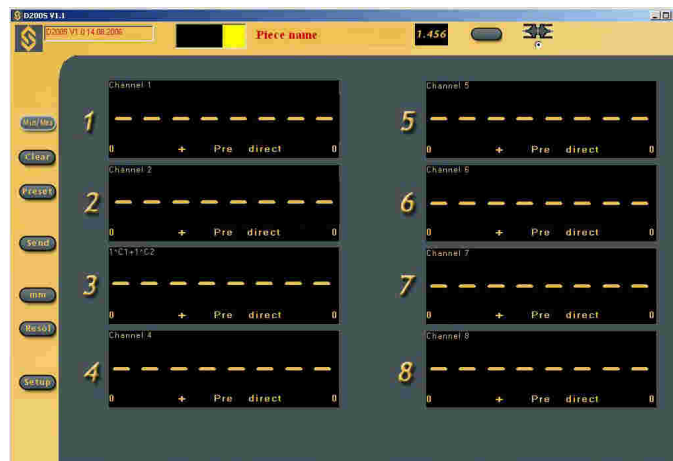 D2005 V1.1
D2005 V1.0 14.08.2006
Piece name
1.456
Min/Max
Clear
Preset
Send
mm
Resol
Setup
1
Channel 1
0 + Pre direct 0
2
Channel 2
0 + Pre direct 0
3
1*C1+1*C2
0 + Pre direct 0
4
Channel 4
0 + Pre direct 0
5
Channel 5
0 + Pre direct 0
6
Channel 6
0 + Pre direct 0
7
Channel 7
0 + Pre direct 0
8
Channel 8
0 + Pre direct 0